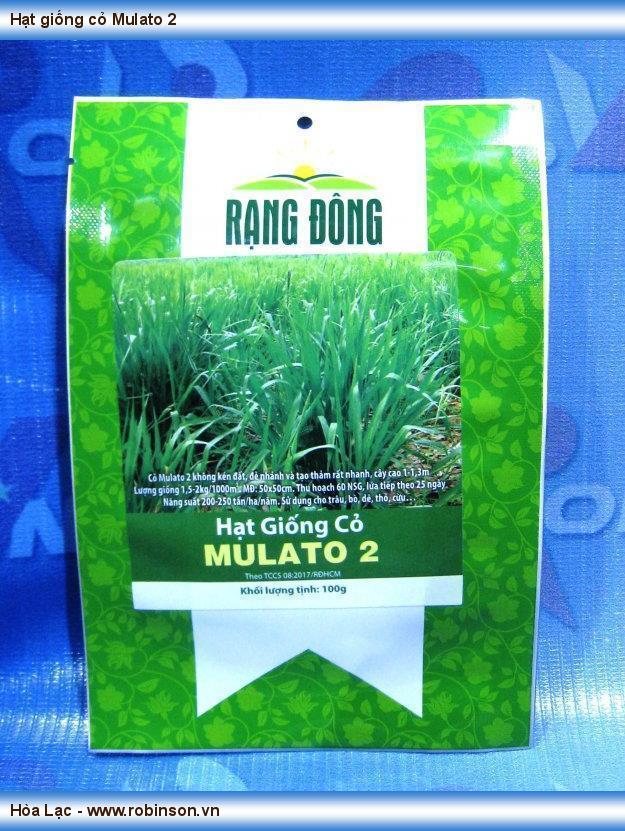 Hạt giống cỏ Mulato 2
RẠNG ĐÔNG
Cỏ Mulato 2 không kén đất, đẻ nhánh và tạo thảm rất nhanh, cây cao 1-1,3m
Lượng giống 1,5-2kg/1000m². MĐ: 50x50cm. Thu hoạch 60 NSG, lứa tiếp theo 25 ngày
Năng suất 200-250 tấn/ha/năm. Sử dụng cho trâu, bò, dê, thỏ, cừu...
Hạt Giống Cỏ
MULATO 2
Theo TCCS 08:2017/RĐHCM
Khối lượng tịnh: 100g
Hòa Lạc - www.robinson.vn